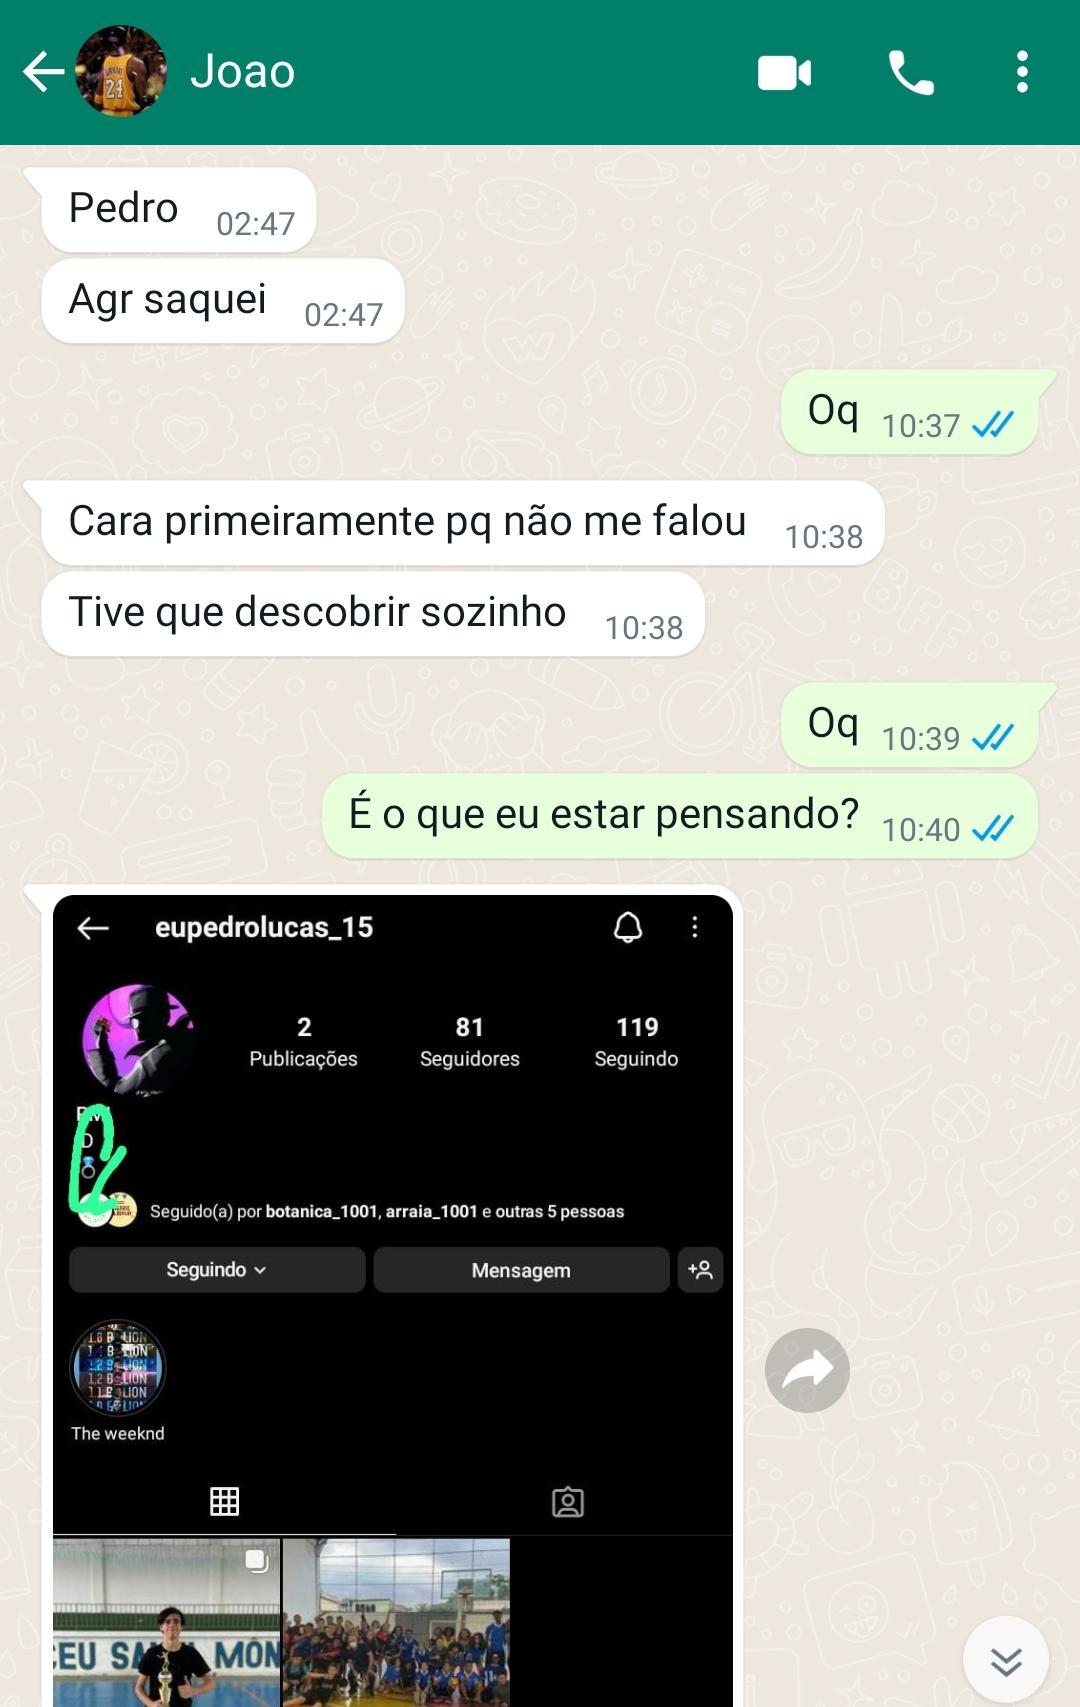 Joao
Pedro 02:47
Agr saquei 02:47
Oq 10:37
Cara primeiramente pq não me falou 10:38
Tive que descobrir sozinho 10:38
Oq 10:39
É o que eu estar pensando? 10:40
eupedrolucas_15
2 81 119
Publicações Seguidores Seguindo
D
Seguido(a) por botanica_1001, arraia_1001 e outras 5 pessoas
Seguindo Mensagem
The weeknd
CEU SA MÔN